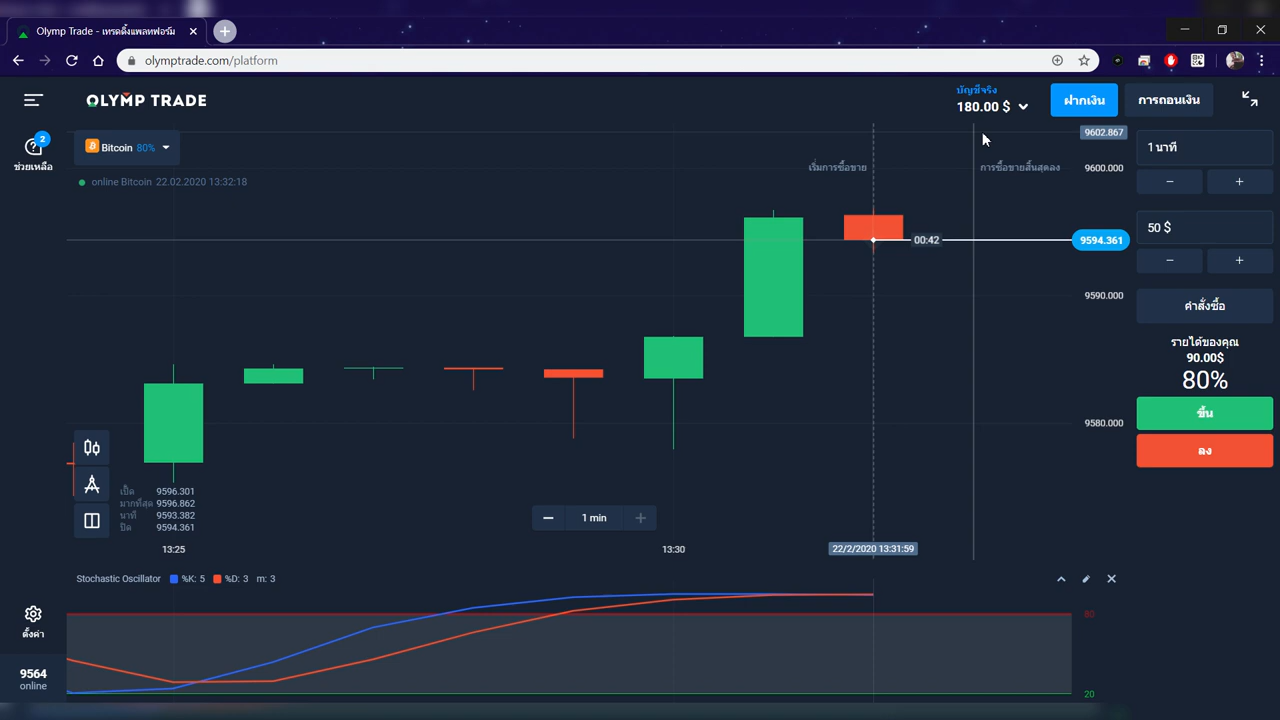 Olymp Trade - เทรดดิ้งแพลทฟอร์ม
olymptrade.com/platform
OLYMP TRADE
บัญชีจริง
180.00 $
ฝากเงิน
การถอนเงิน
2
ช่วยเหลือ
Bitcoin 80%
online Bitcoin 22.02.2020 13:32:18
เริ่มการซื้อขาย
การซื้อขายสิ้นสุดลง
9602.867
9600.000
00:42
9594.361
9590.000
9580.000
1 นาที
50 $
คำสั่งซื้อ
รายได้ของคุณ
90.00$
80%
ขึ้น
ลง
เปิด 9596.301
มากที่สุด 9596.862
นาที 9593.382
ปิด 9594.361
1 min
13:25
13:30
22/2/2020 13:31:59
Stochastic Oscillator %K: 5 %D: 3 m: 3
80
20
ตั้งค่า
9564
online